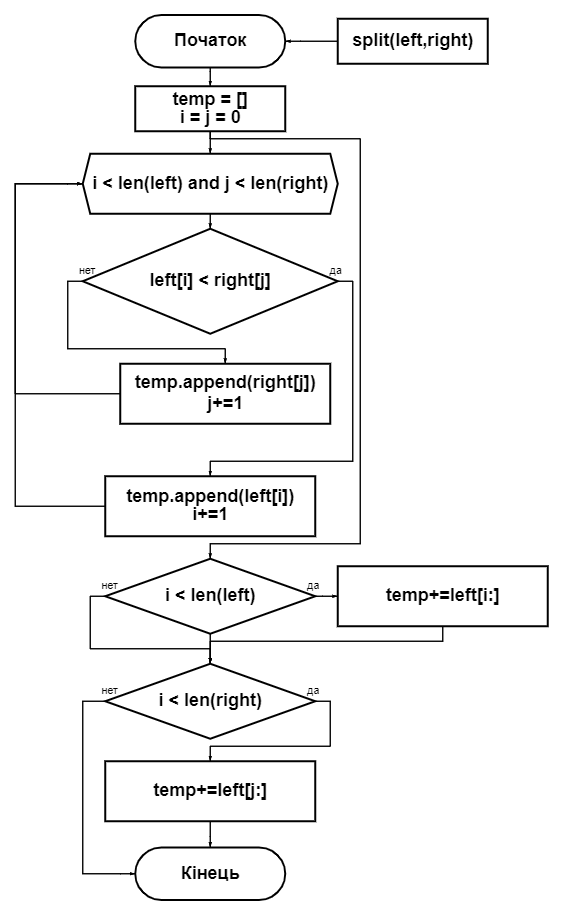 Початок
split(left,right)
temp = []
i = j = 0
i < len(left) and j < len(right)
нет
да
left[i] < right[j]
temp.append(right[j])
j+=1
temp.append(left[i])
i+=1
нет
да
i < len(left)
temp+=left[i:]
нет
да
i < len(right)
temp+=left[j:]
Кінець